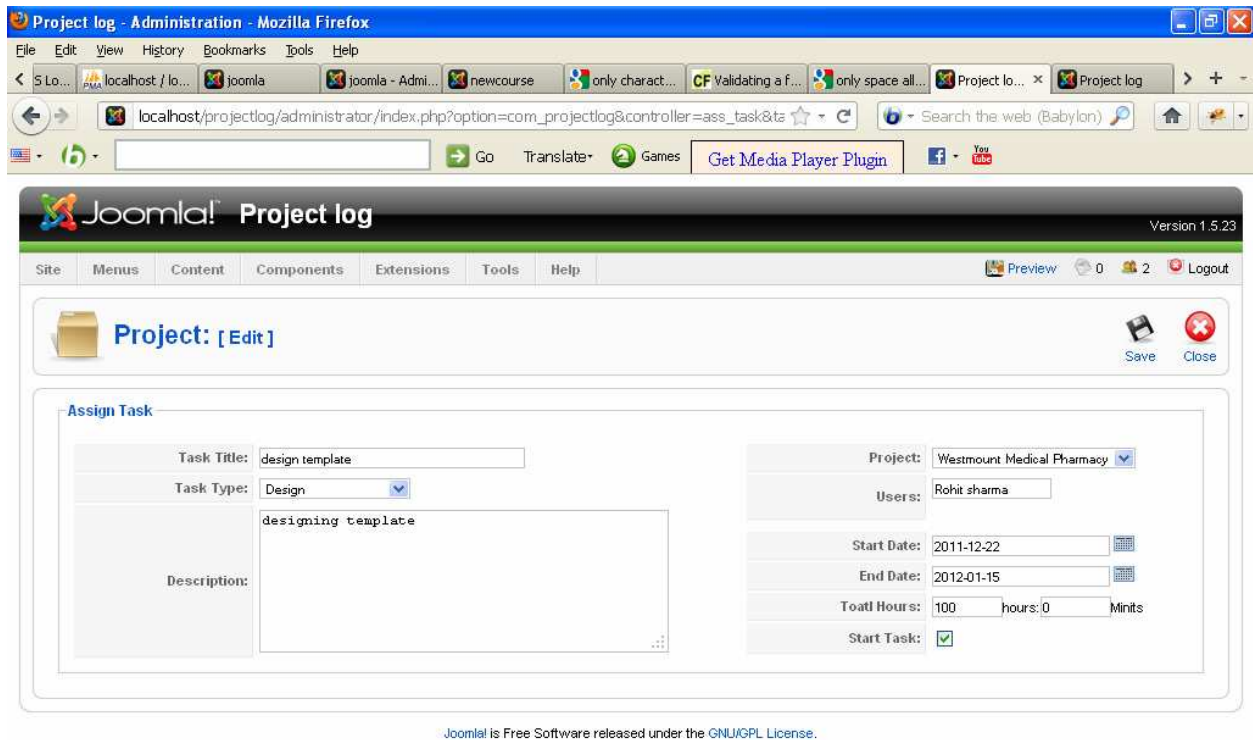 Project log - Administration - Mozilla Firefox
File Edit View History Bookmarks Tools Help
S Lo... localhost / lo... joomla joomla - Admi... newcourse only charact... CF Validating a f... only space all... Project lo... × Project log
localhost/projectlog/administrator/index.php?option=com_projectlog&controller=ass_task&ta Search the web (Babylon)
Go Translate Games Get Media Player Plugin You Tube
Joomla! Project log
Version 1.5.23
Site Menus Content Components Extensions Tools Help Preview 0 2 Logout
Project: [ Edit ]
Save Close
Assign Task
Task Title: design template
Task Type: Design
Description: designing template
Project: Westmount Medical Pharmacy
Users: Rohit sharma
Start Date: 2011-12-22
End Date: 2012-01-15
Toatl Hours: 100 hours: 0 Minits
Start Task:
Joomla! is Free Software released under the GNU/GPL License.